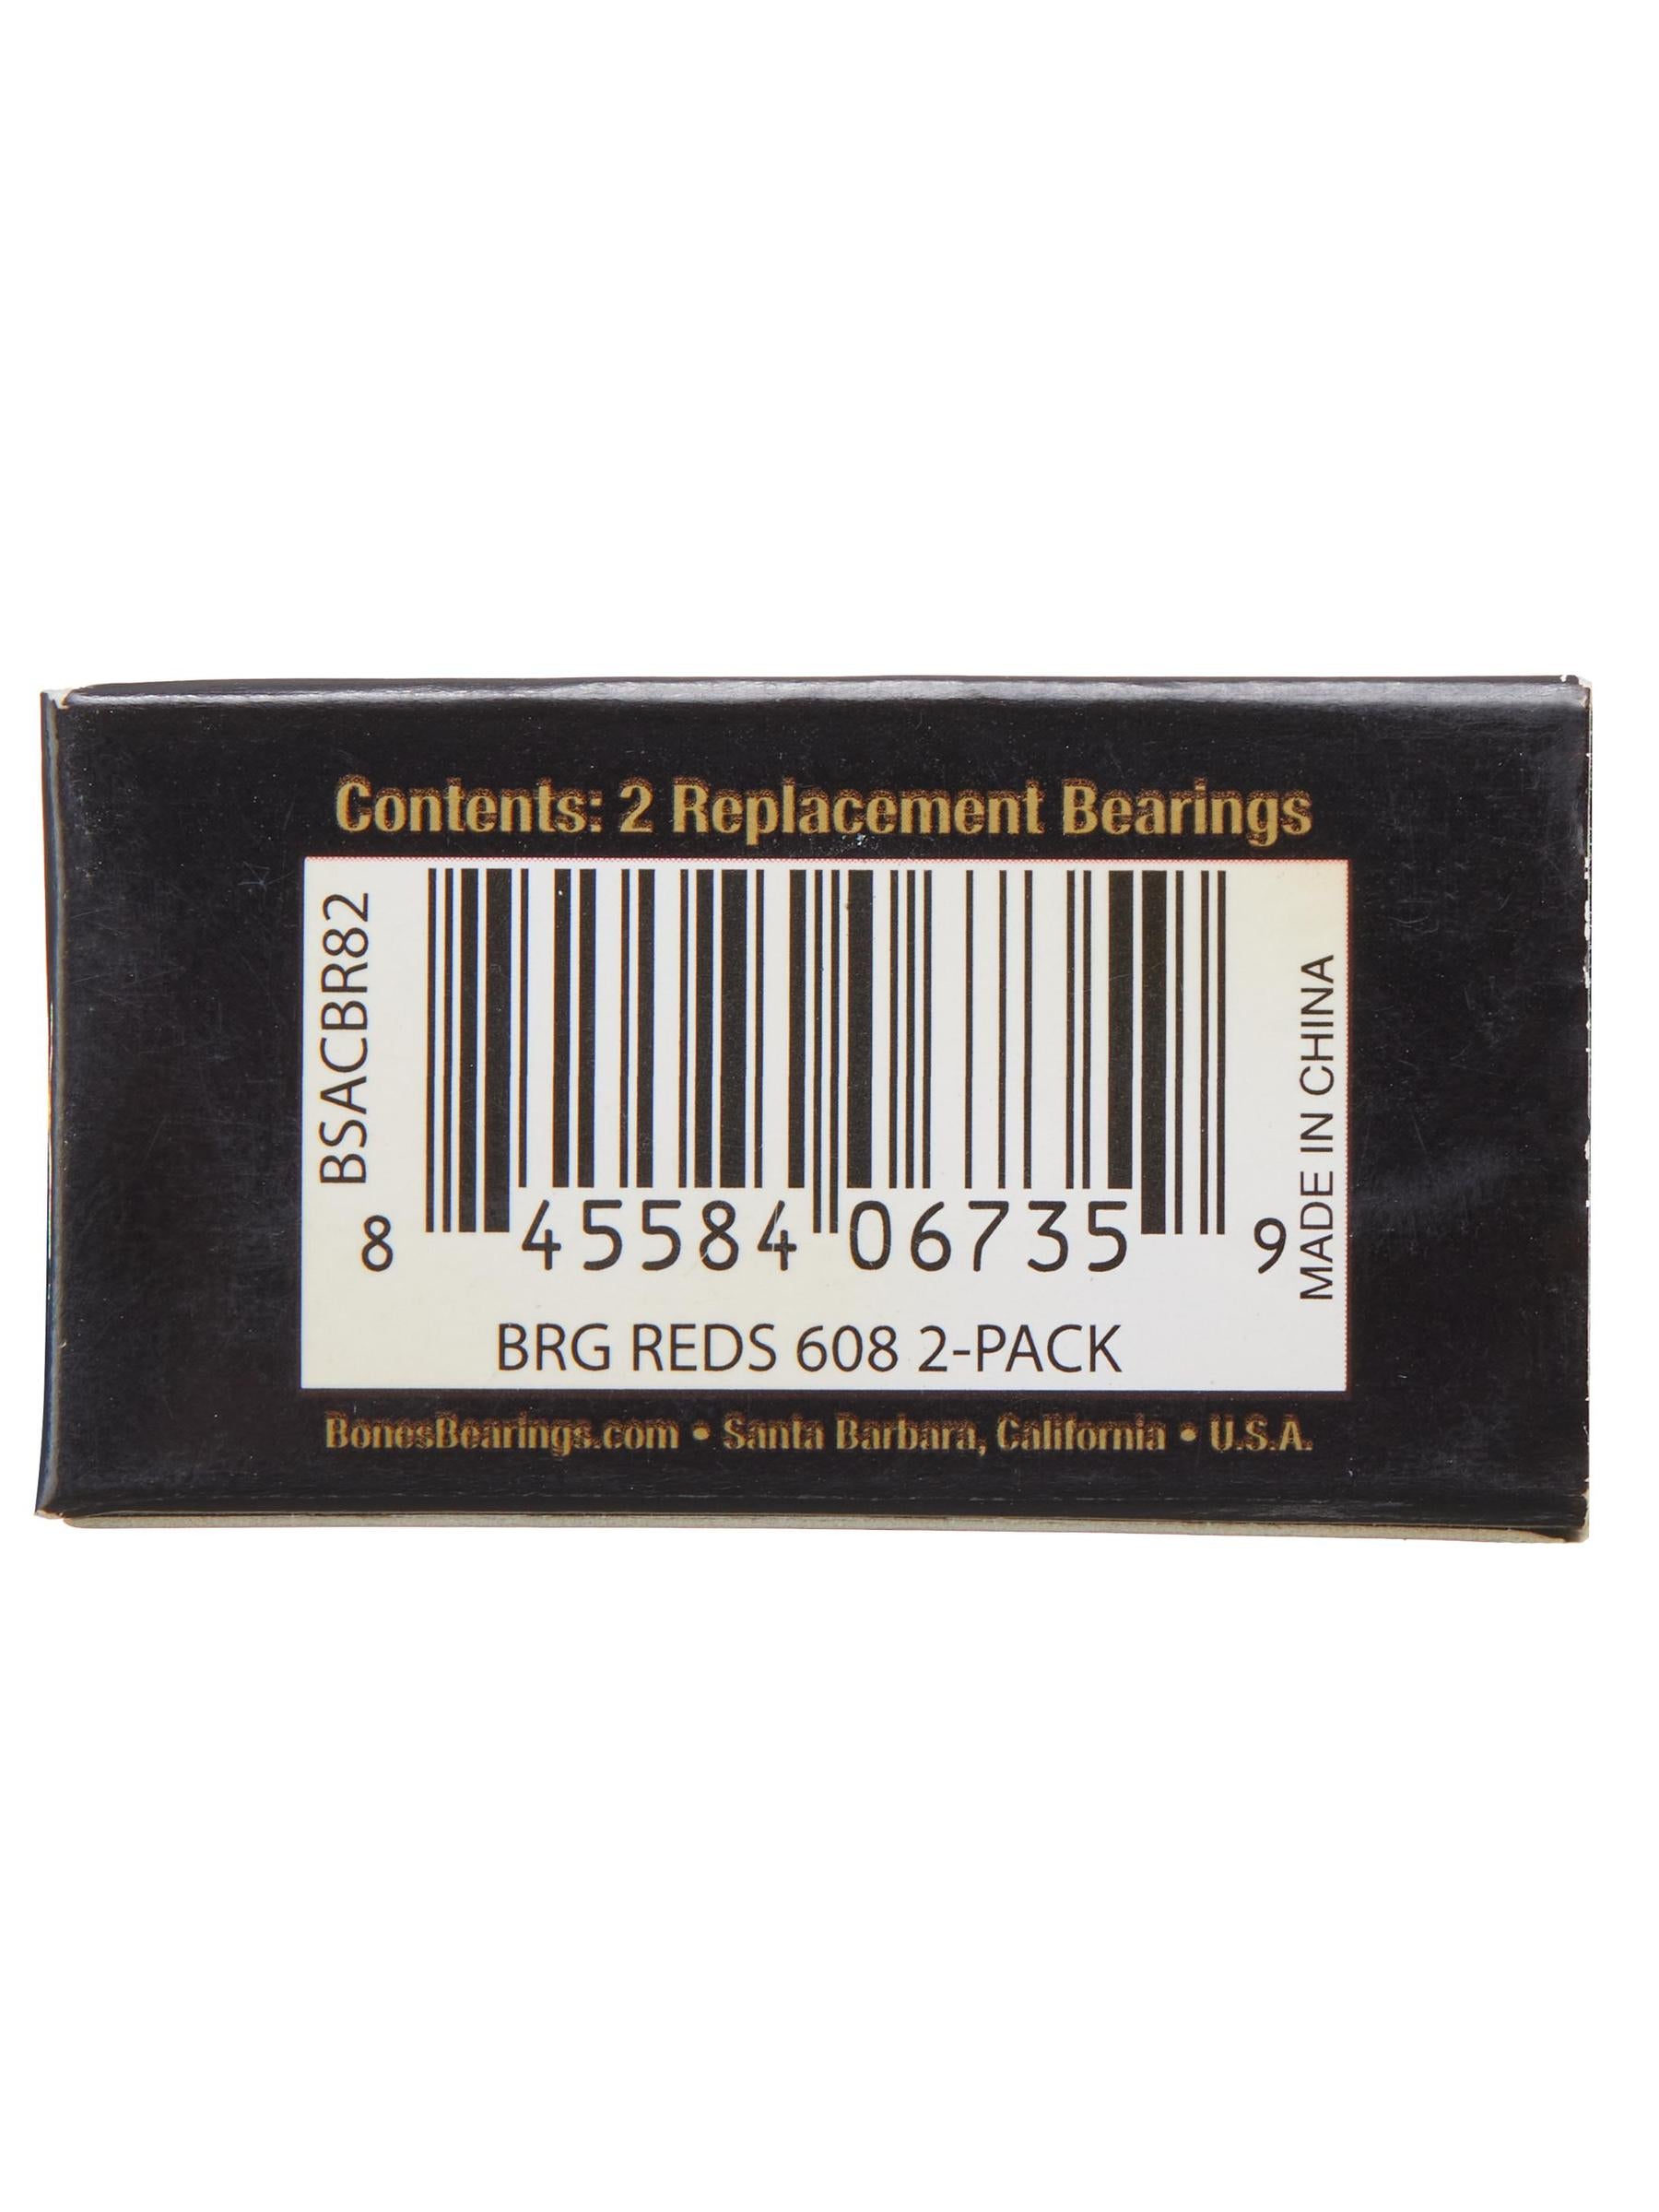 Contents: 2 Replacement Bearings
BSACBR82
8 45584 06735 9
MADE IN CHINA
BRG REDS 608 2-PACK
BonesBearings.com • Santa Barbara, California • U.S.A.